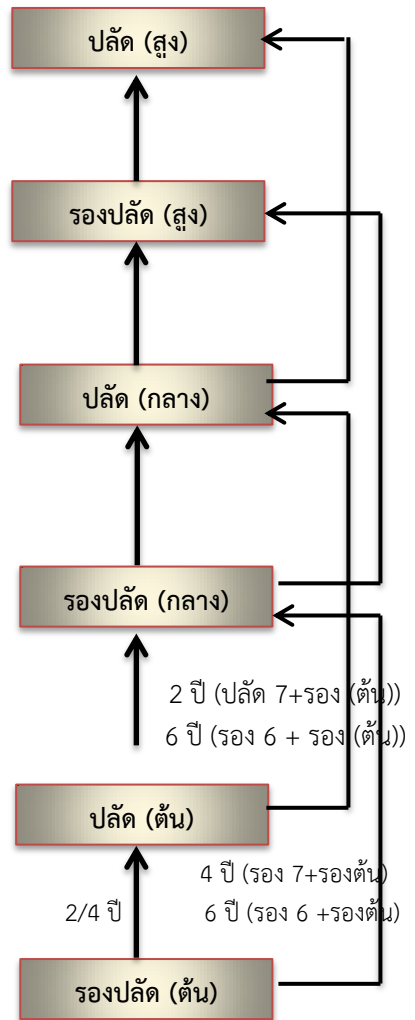 ปลัด (สูง)
รองปลัด (สูง)
ปลัด (กลาง)
รองปลัด (กลาง)
2 ปี (ปลัด 7+รอง (ต้น))
6 ปี (รอง 6 + รอง (ต้น))
ปลัด (ต้น)
4 ปี (รอง 7+รองต้น)
2/4 ปี
6 ปี (รอง 6 +รองต้น)
รองปลัด (ต้น)